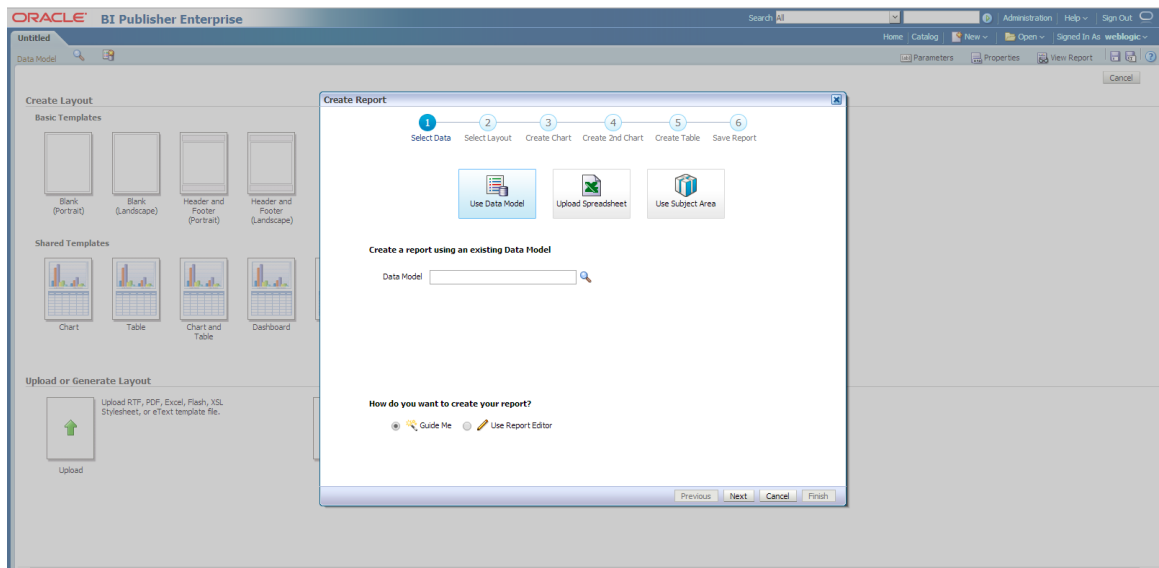 ORACLE BI Publisher Enterprise
Search All
Administration Help Sign Out
Untitled
Home Catalog New Open Signed In As weblogic
Data Model
Parameters Properties View Report
Cancel
Create Layout
Basic Templates
Blank (Portrait)
Blank (Landscape)
Header and Footer (Portrait)
Header and Footer (Landscape)
Shared Templates
Chart
Table
Chart and Table
Dashboard
Upload or Generate Layout
Upload RTF, PDF, Excel, Flash, XSL
Stylesheet, or eText template file.
Upload
Create Report
1 2 3 4 5 6
Select Data Select Layout Create Chart Create 2nd Chart Create Table Save Report
Use Data Model Upload Spreadsheet Use Subject Area
Create a report using an existing Data Model
Data Model
How do you want to create your report?
Guide Me Use Report Editor
Previous Next Cancel Finish